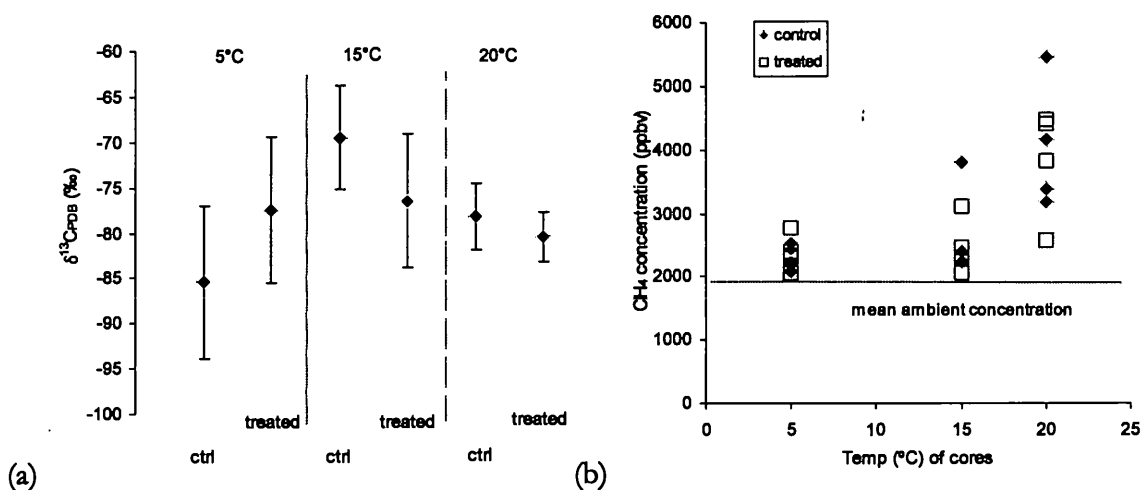 5°C 15°C 20°C
-60
-65
-70
-75
-80
-85
-90
-95
-100
δ¹³CPDB (‰)
treated treated treated
ctrl ctrl ctrl
(a)
6000
5000
4000
3000
2000
1000
0
CH₄ concentration (ppbv)
control
treated
mean ambient concentration
0 5 10 15 20 25
Temp (°C) of cores
(b)